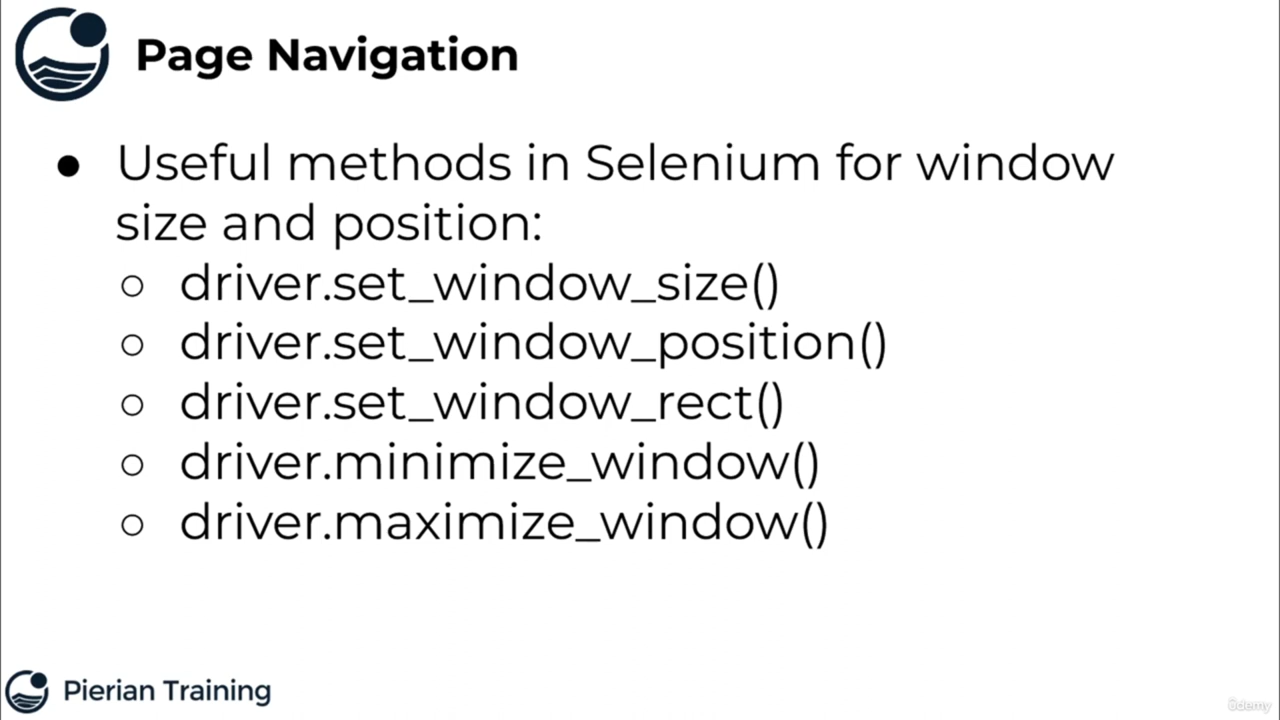 Page Navigation
● Useful methods in Selenium for window
size and position:
○ driver.set_window_size()
○ driver.set_window_position()
○ driver.set_window_rect()
○ driver.minimize_window()
○ driver.maximize_window()
Pierian Training
ûdemy